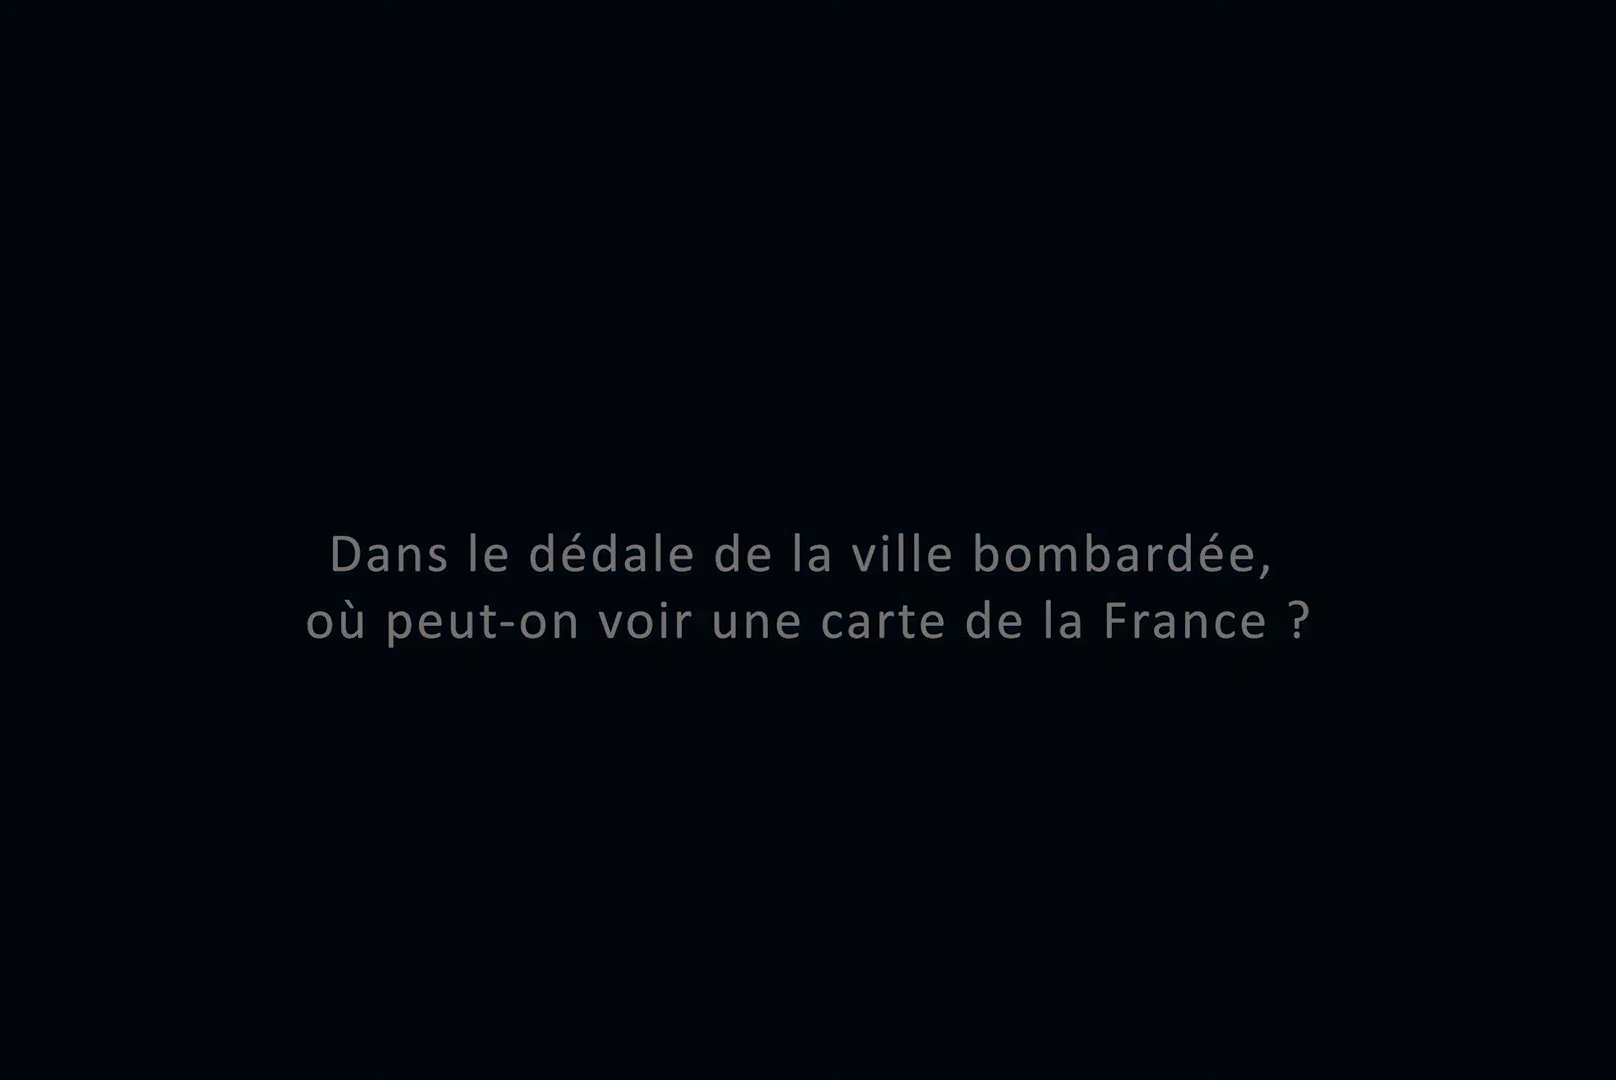 Dans le dédale de la ville bombardée,
où peut-on voir une carte de la France ?